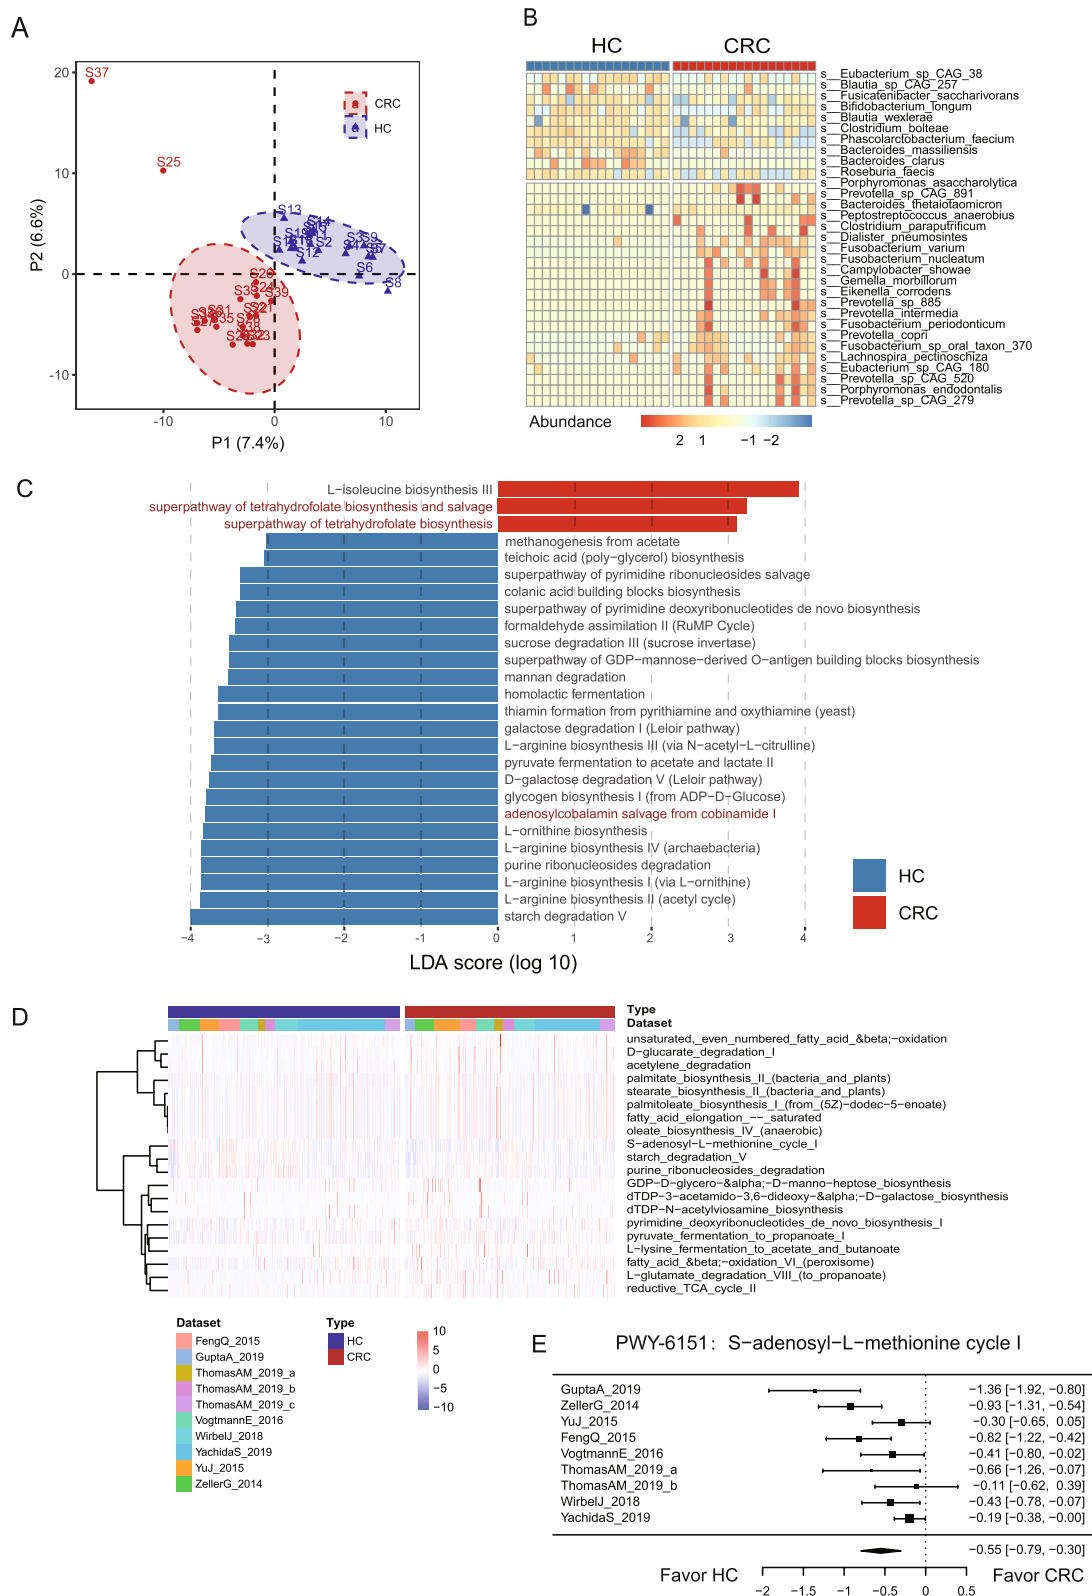 A
S37
S25
CRC
HC
S13
S14
S2
S12
S6
S8
S39
20
10
0
-10
P2 (6.6%)
-10
0
10
P1 (7.4%)
B
HC
CRC
s__Eubacterium_sp_CAG_38
s__Blautia_sp_CAG_257
s__Fusicatenibacter_saccharivorans
s__Bifidobacterium_longum
s__Blautia_wexlerae
s__Clostridium_bolteae
s__Phascolarctobacterium_faecium
s__Bacteroides_massiliensis
s__Bacteroides_clarus
s__Roseburia_faecis
s__Porphyromonas_asaccharolytica
s__Prevotella_sp_CAG_891
s__Bacteroides_thetaiotaomicron
s__Peptostreptococcus_anaerobius
s__Clostridium_paraputrificum
s__Dialister_pneumosintes
s__Fusobacterium_varium
s__Fusobacterium_nucleatum
s__Campylobacter_showae
s__Gemella_morbillorum
s__Eikenella_corrodens
s__Prevotella_sp_885
s__Prevotella_intermedia
s__Fusobacterium_periodonticum
s__Prevotella_copri
s__Fusobacterium_sp_oral_taxon_370
s__Lachnospira_pectinoschiza
s__Eubacterium_sp_CAG_180
s__Prevotella_sp_CAG_520
s__Porphyromonas_endodontalis
s__Prevotella_sp_CAG_279
Abundance
2 1 −1 −2
C
L−isoleucine biosynthesis III
superpathway of tetrahydrofolate biosynthesis and salvage
superpathway of tetrahydrofolate biosynthesis
methanogenesis from acetate
teichoic acid (poly−glycerol) biosynthesis
superpathway of pyrimidine ribonucleosides salvage
colanic acid building blocks biosynthesis
superpathway of pyrimidine deoxyribonucleotides de novo biosynthesis
formaldehyde assimilation II (RuMP Cycle)
sucrose degradation III (sucrose invertase)
superpathway of GDP−mannose−derived O−antigen building blocks biosynthesis
mannan degradation
homolactic fermentation
thiamin formation from pyrithiamine and oxythiamine (yeast)
galactose degradation I (Leloir pathway)
L−arginine biosynthesis III (via N−acetyl−L−citrulline)
pyruvate fermentation to acetate and lactate II
D−galactose degradation V (Leloir pathway)
glycogen biosynthesis I (from ADP−D−Glucose)
adenosylcobalamin salvage from cobinamide I
L−ornithine biosynthesis
L−arginine biosynthesis IV (archaebacteria)
purine ribonucleosides degradation
L−arginine biosynthesis I (via L−ornithine)
L−arginine biosynthesis II (acetyl cycle)
starch degradation V
HC
CRC
−4 −3 −2 −1 0 1 2 3 4
LDA score (log 10)
D
Type
Dataset
unsaturated,_even_numbered_fatty_acid_&beta;−oxidation
D−glucarate_degradation_I
acetylene_degradation
palmitate_biosynthesis_II_(bacteria_and_plants)
stearate_biosynthesis_II_(bacteria_and_plants)
palmitoleate_biosynthesis_I_(from_(5Z)−dodec−5−enoate)
fatty_acid_elongation_−−_saturated
oleate_biosynthesis_IV_(anaerobic)
S−adenosyl−L−methionine_cycle_I
starch_degradation_V
purine_ribonucleosides_degradation
GDP−D−glycero−&alpha;−D−manno−heptose_biosynthesis
dTDP−3−acetamido−3,6−dideoxy−&alpha;−D−galactose_biosynthesis
dTDP−N−acetylviosamine_biosynthesis
pyrimidine_deoxyribonucleotides_de_novo_biosynthesis_I
pyruvate_fermentation_to_propanoate_I
L−lysine_fermentation_to_acetate_and_butanoate
fatty_acid_&beta;−oxidation_VI_(peroxisome)
L−glutamate_degradation_VIII_(to_propanoate)
reductive_TCA_cycle_II
Dataset
FengQ_2015
GuptaA_2019
ThomasAM_2019_a
ThomasAM_2019_b
ThomasAM_2019_c
VogtmannE_2016
WirbelJ_2018
YachidaS_2019
YuJ_2015
ZellerG_2014
Type
HC
CRC
10
5
0
−5
−10
E
PWY-6151: S−adenosyl−L−methionine cycle I
GuptaA_2019 −1.36 [−1.92, −0.80]
ZellerG_2014 −0.93 [−1.31, −0.54]
YuJ_2015 −0.30 [−0.65, 0.05]
FengQ_2015 −0.82 [−1.22, −0.42]
VogtmannE_2016 −0.41 [−0.80, −0.02]
ThomasAM_2019_a −0.66 [−1.26, −0.07]
ThomasAM_2019_b −0.11 [−0.62, 0.39]
WirbelJ_2018 −0.43 [−0.78, −0.07]
YachidaS_2019 −0.19 [−0.38, −0.00]
−0.55 [−0.79, −0.30]
Favor HC
Favor CRC
−2 −1.5 −1 −0.5 0 0.5